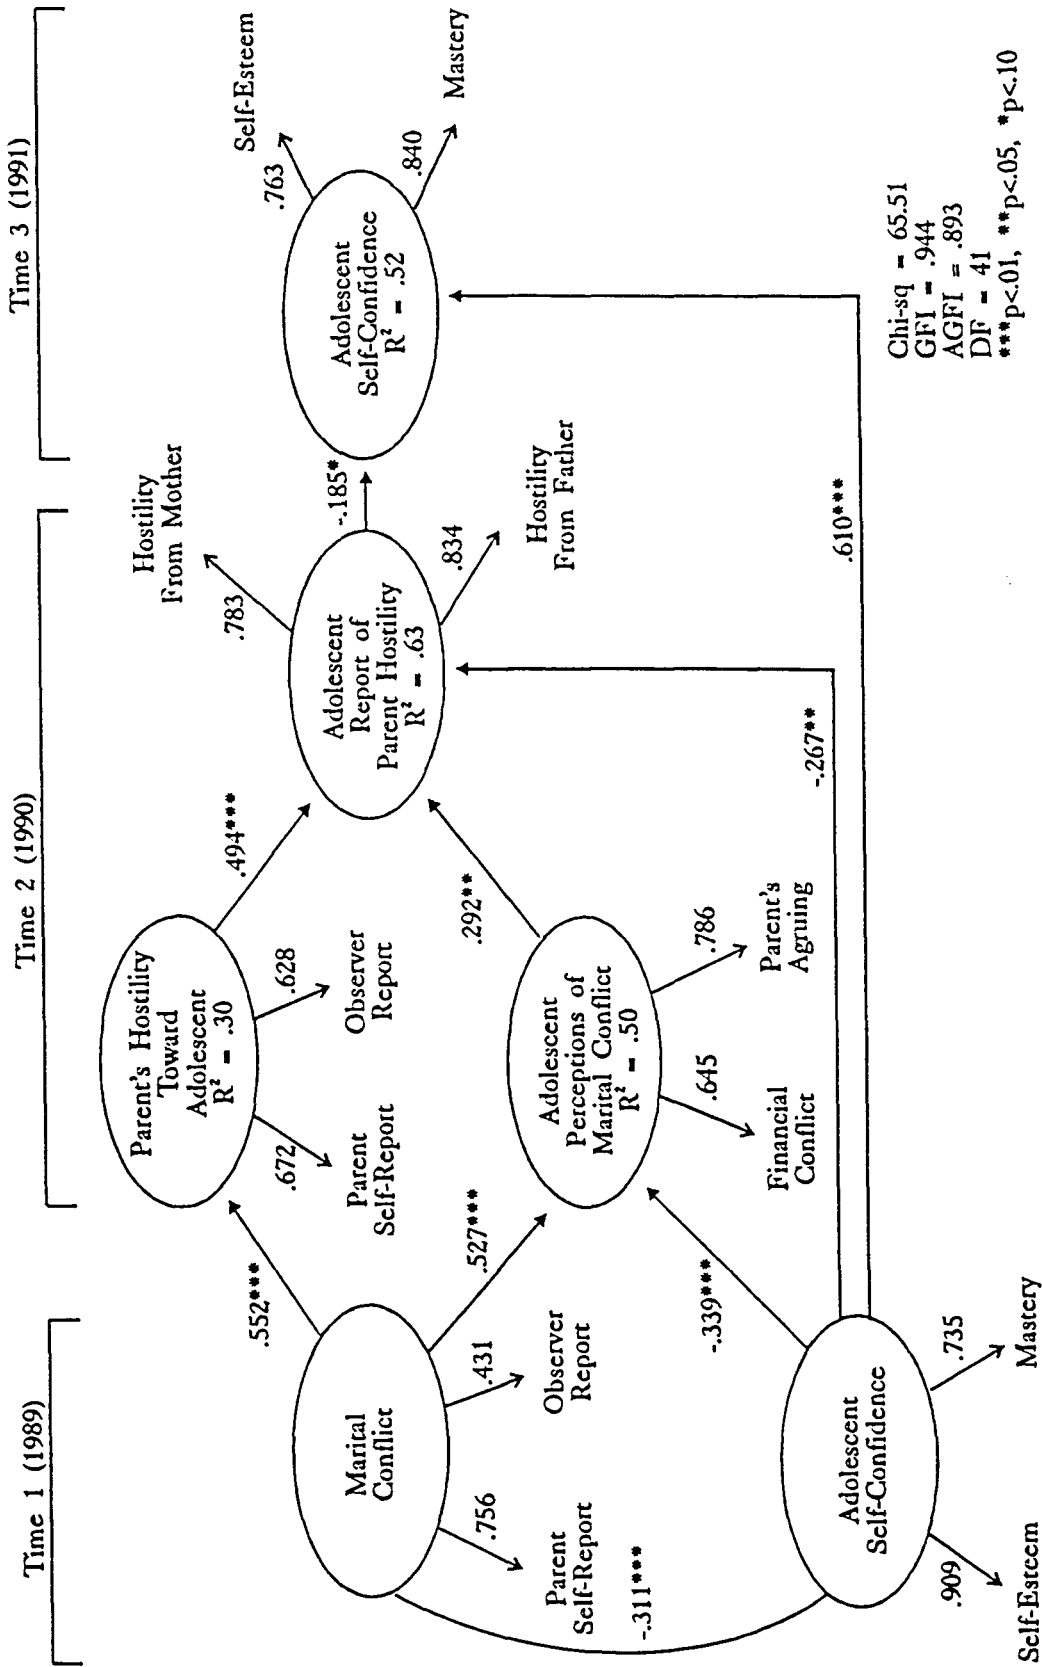 Time 1 (1989)
Time 2 (1990)
Time 3 (1991)
Parent's Hostility
Toward
Adolescent
R² = .30
.672
.628
Parent
Self-Report
Observer
Report
.552***
.494***
Hostility
From Mother
.783
Adolescent
Report of
Parent Hostility
R² = .63
.834
Hostility
From Father
-.185*
Adolescent
Self-Confidence
R² = .52
.763
Self-Esteem
.840
Mastery
Marital
Conflict
.756
.431
Parent
Self-Report
Observer
Report
.527***
.292**
-.311***
Adolescent
Perceptions of
Marital Conflict
R² = .50
.645
.786
Financial
Conflict
Parent's
Agruing
-.339***
-.267**
.610***
Adolescent
Self-Confidence
.909
.735
Self-Esteem
Mastery
Chi-sq = 65.51
GFI = .944
AGFI = .893
DF = 41
***p<.01, **p<.05, *p<.10